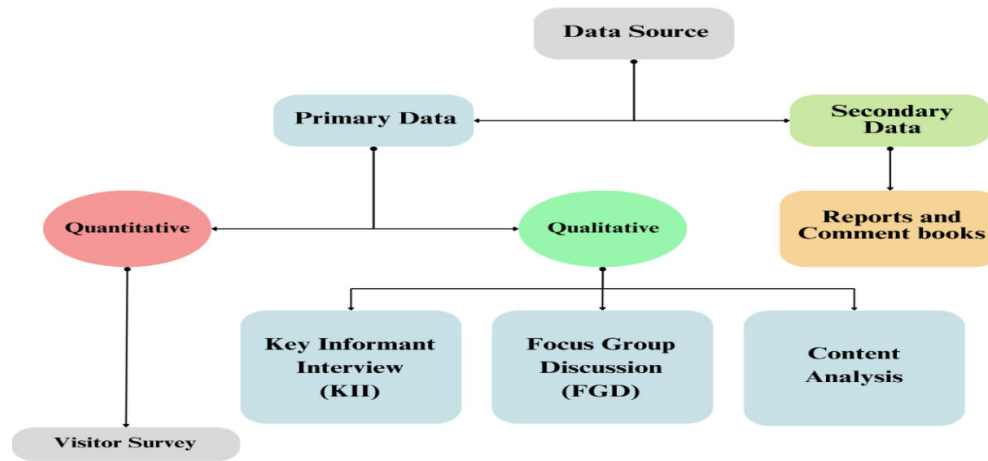 Data Source
Primary Data
Secondary
Data
Quantitative
Qualitative
Reports and
Comment books
Key Informant
Interview
(KII)
Focus Group
Discussion
(FGD)
Content
Analysis
Visitor Survey